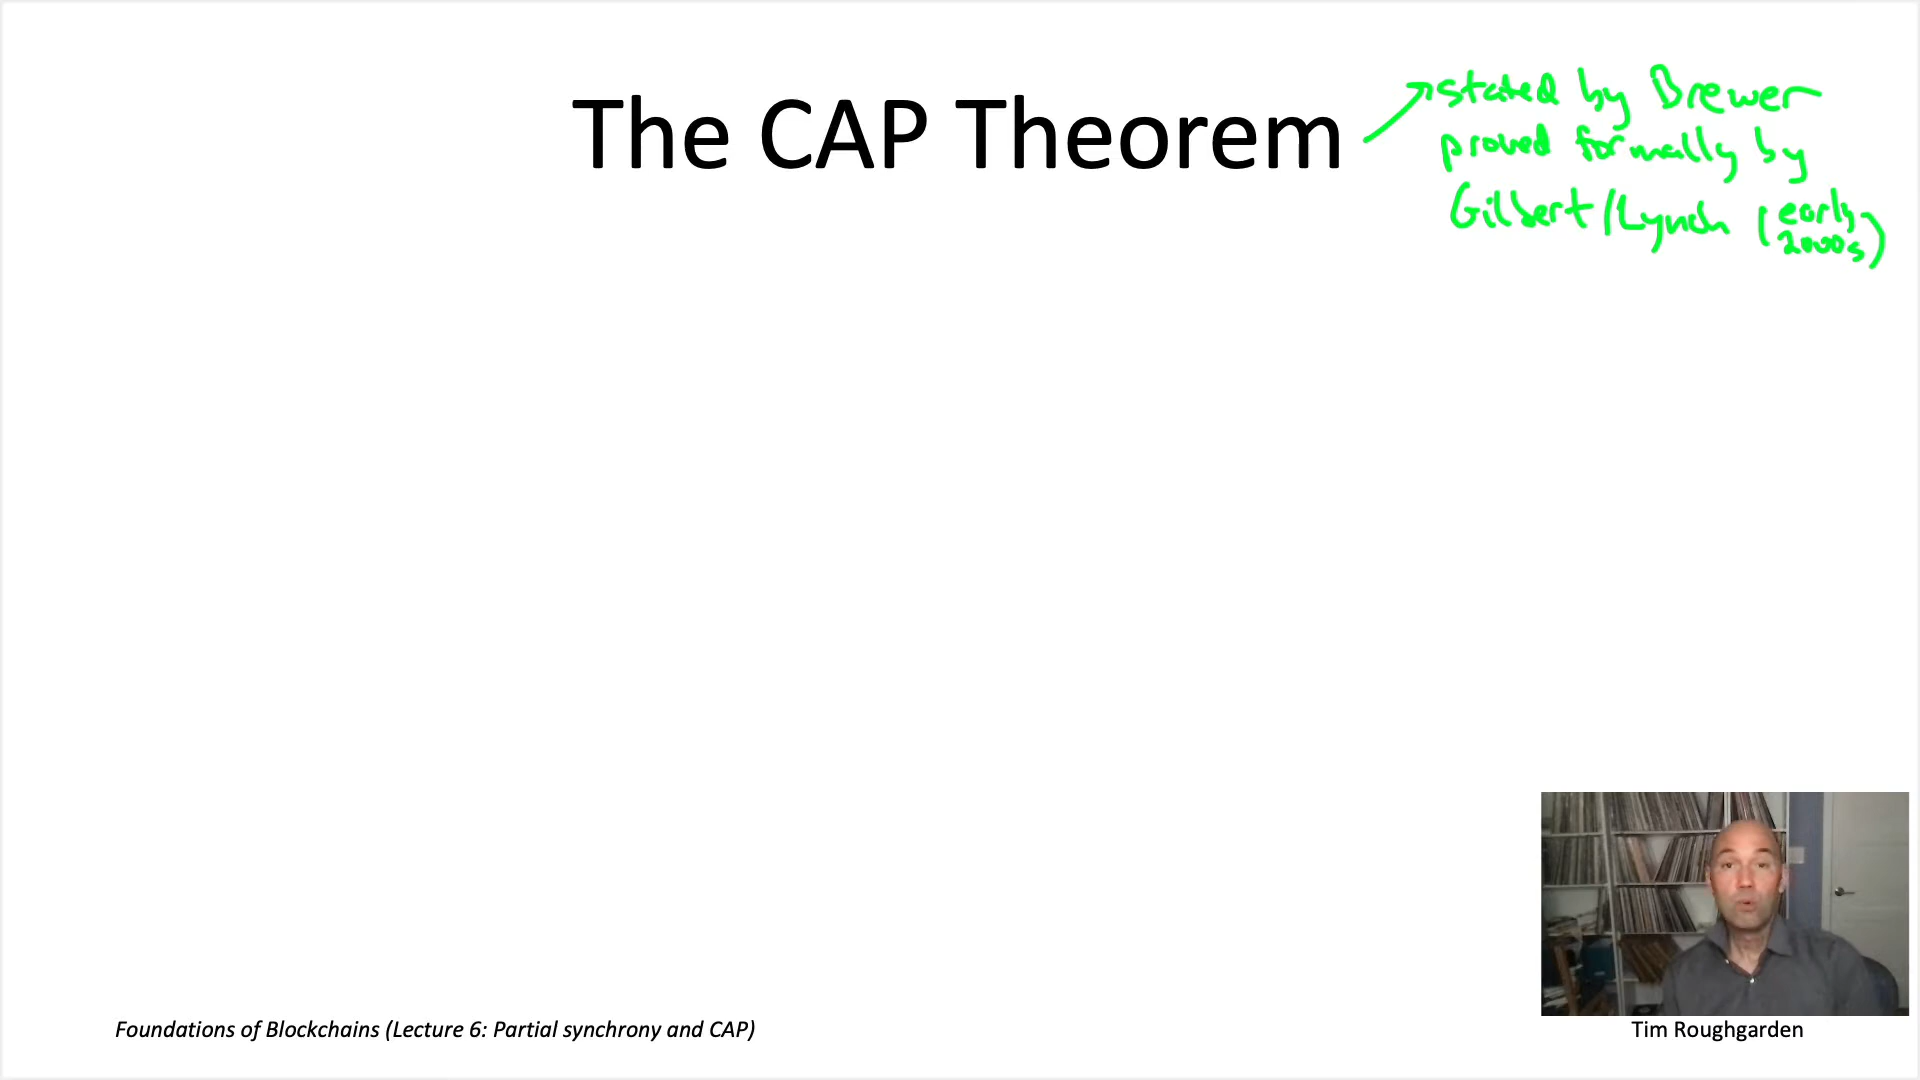 The CAP Theorem
stated by Brewer
proved formally by
Gilbert/Lynch (early 2000s)
Foundations of Blockchains (Lecture 6: Partial synchrony and CAP)
Tim Roughgarden